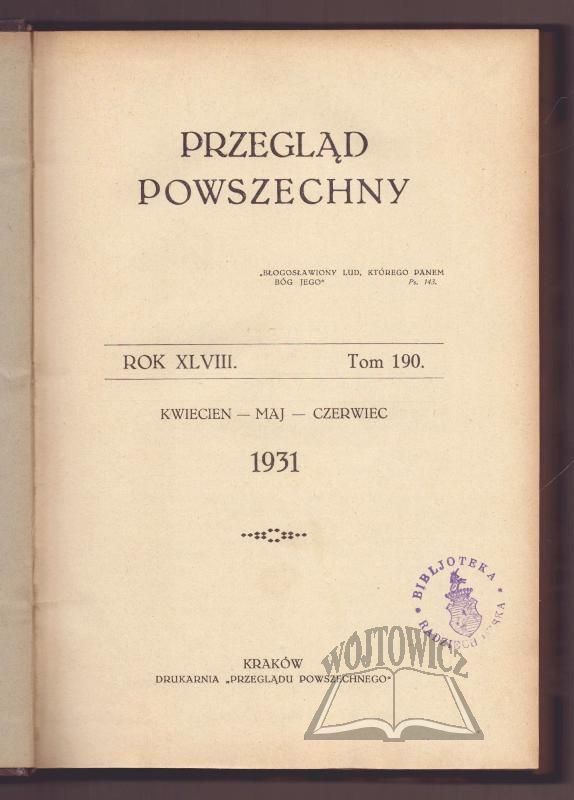 PRZEGLĄD
POWSZECHNY
„BŁOGOSŁAWIONY LUD, KTÓREGO PANEM
BÓG JEGO“ Ps. 143.
ROK XLVIII. Tom 190.
KWIECIEN — MAJ — CZERWIEC
1931
BIBLJOTEKA
KRAKÓW
DRUKARNIA „PRZEGLĄDU POWSZECHNEGO“
WÓJTOWICZ